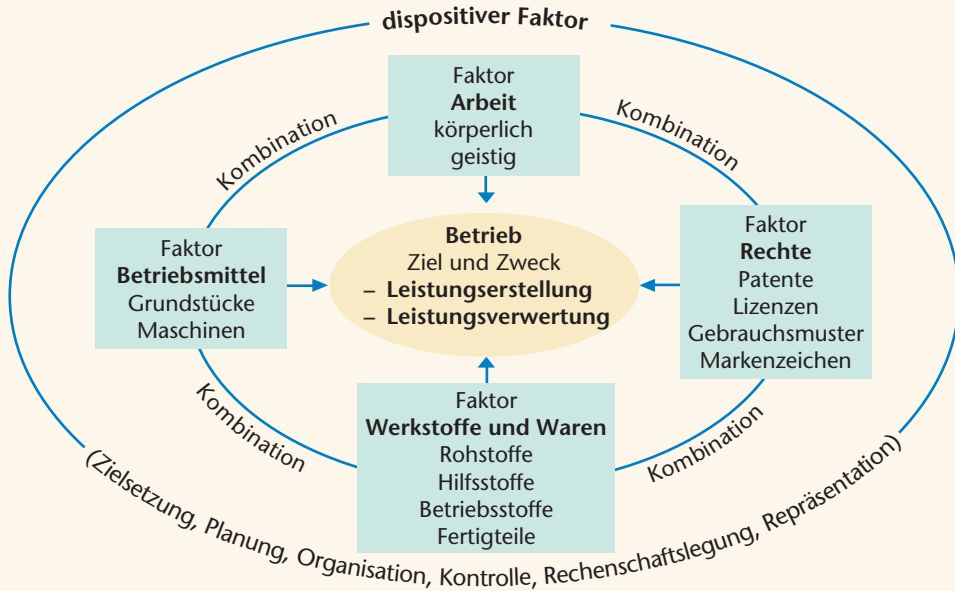 dispositiver Faktor
Faktor
Arbeit
körperlich
geistig
Kombination
Kombination
Faktor
Betriebsmittel
Grundstücke
Maschinen
Betrieb
Ziel und Zweck
– Leistungserstellung
– Leistungsverwertung
Faktor
Rechte
Patente
Lizenzen
Gebrauchsmuster
Markenzeichen
Kombination
Kombination
Faktor
Werkstoffe und Waren
Rohstoffe
Hilfsstoffe
Betriebsstoffe
Fertigteile
(Zielsetzung, Planung, Organisation, Kontrolle, Rechenschaftslegung, Repräsentation)